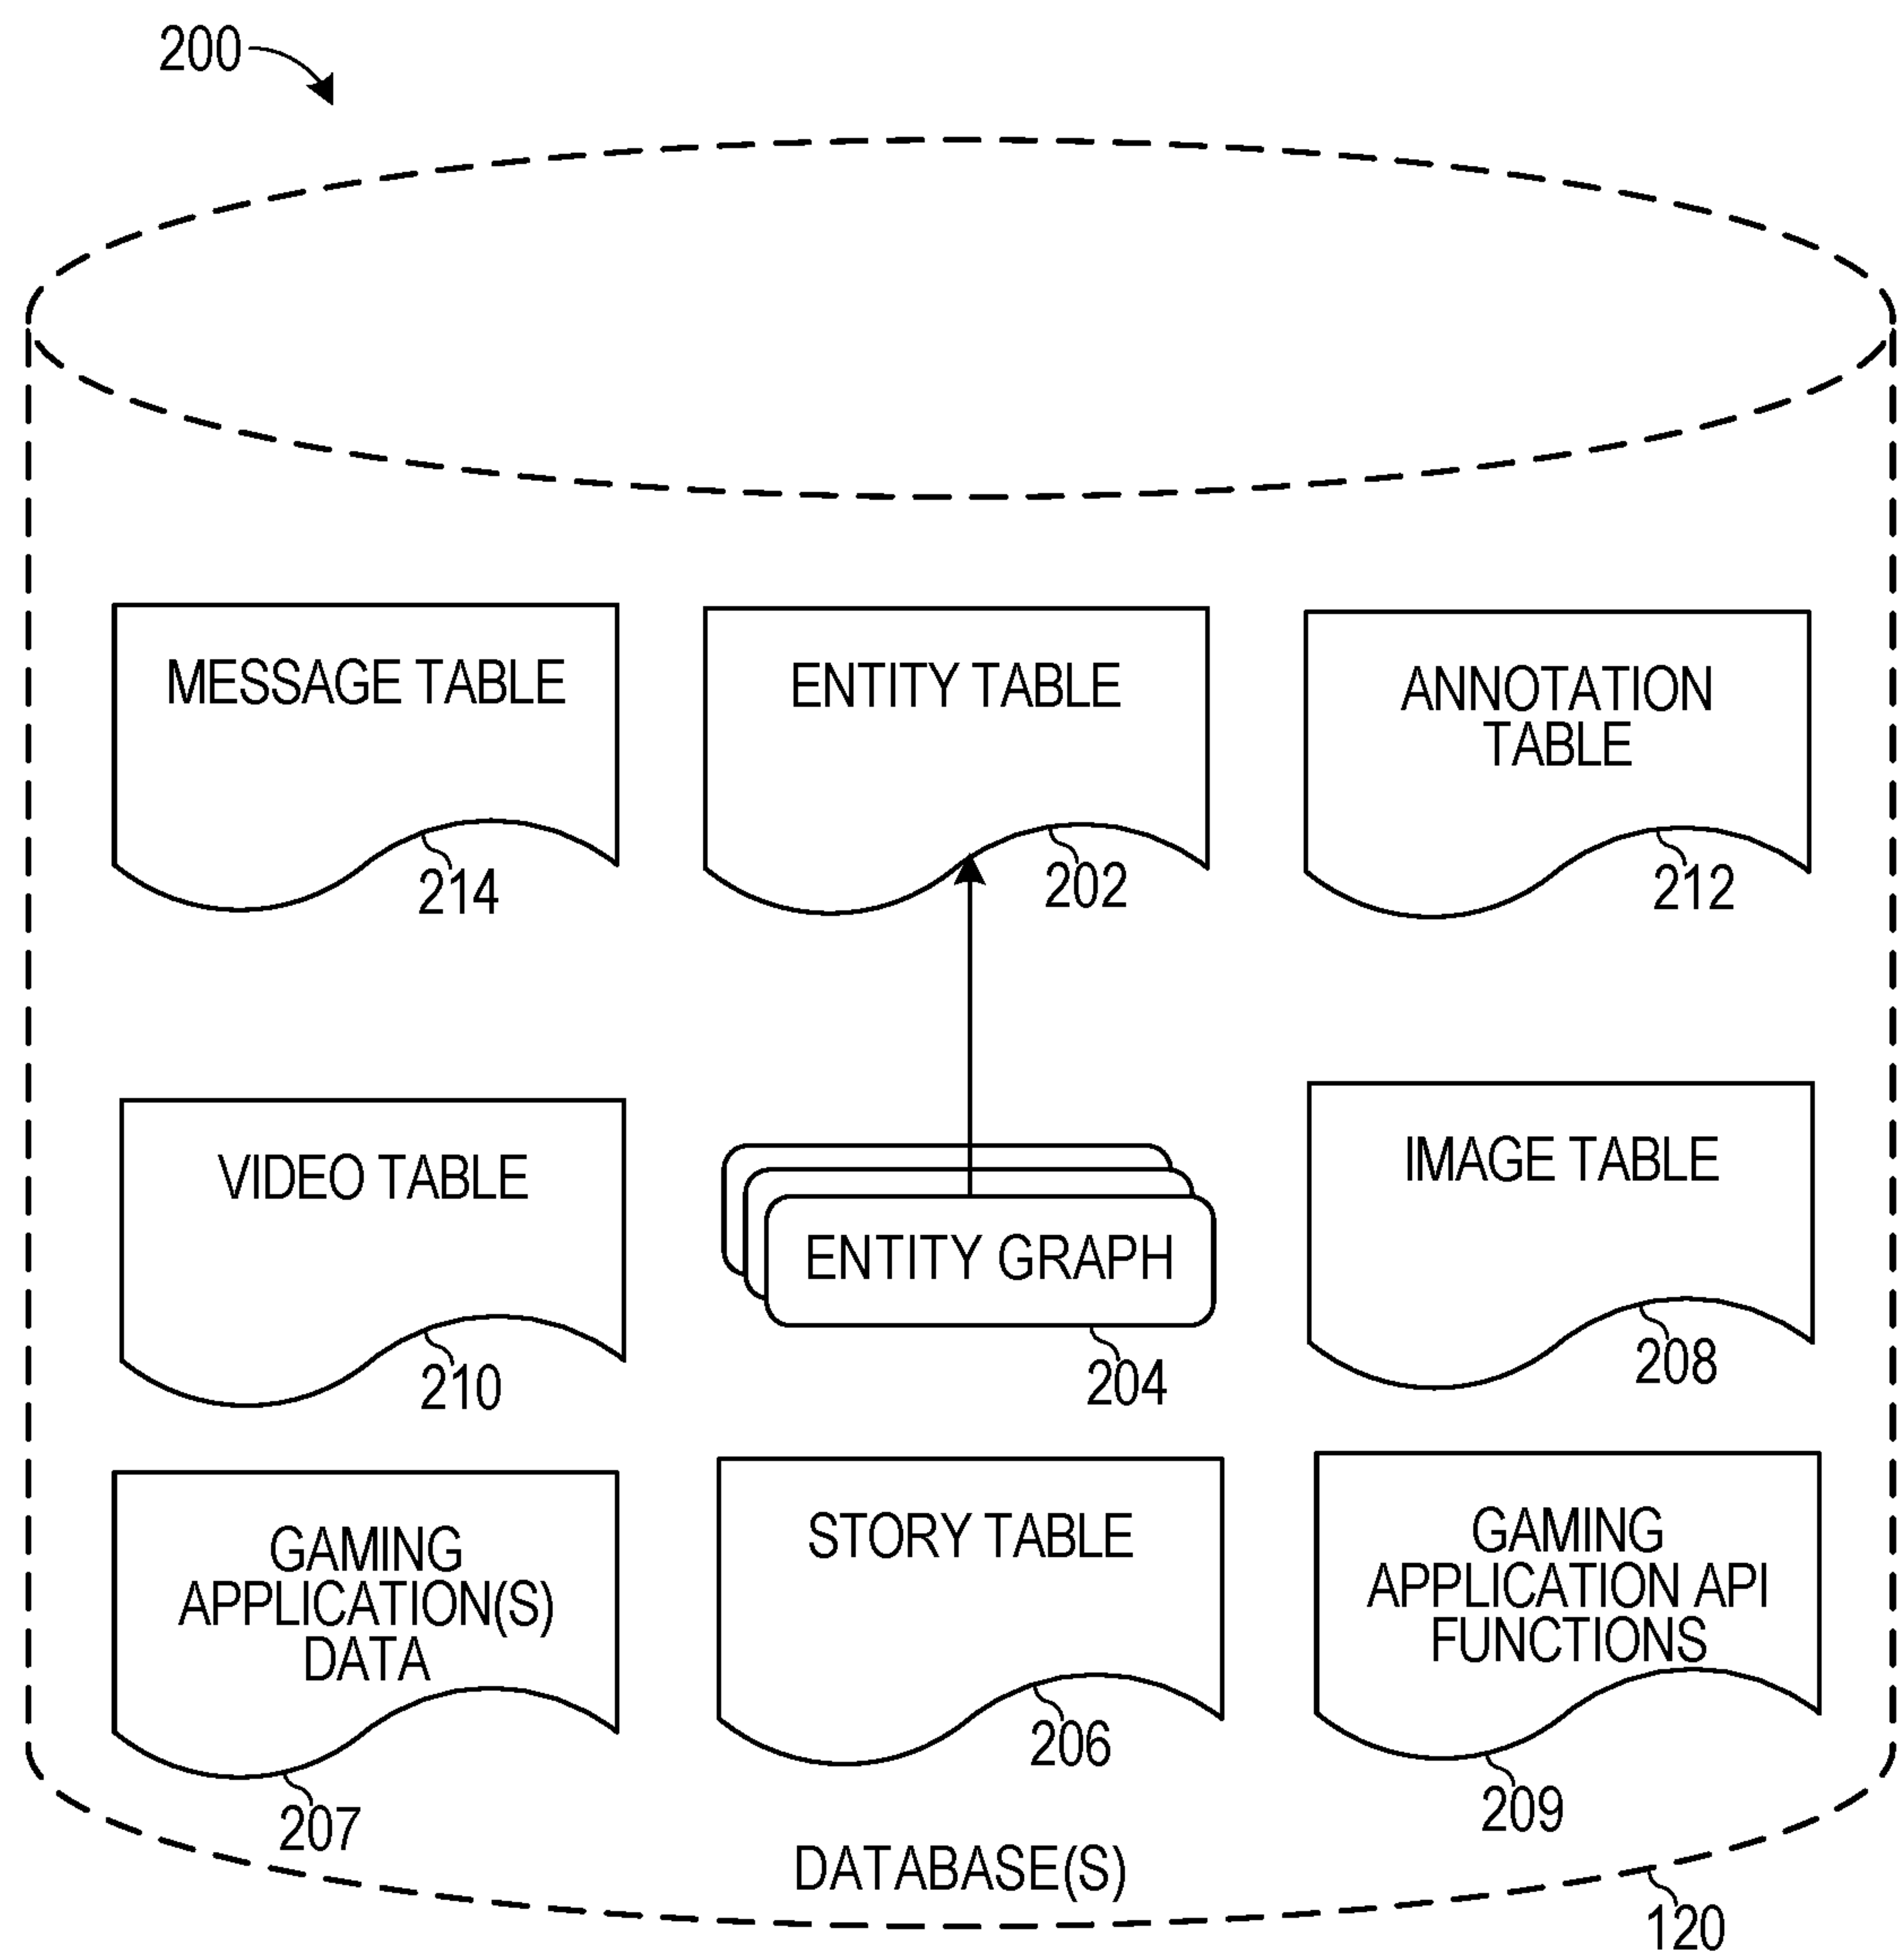 200
MESSAGE TABLE
214
ENTITY TABLE
202
ANNOTATION
TABLE
212
VIDEO TABLE
210
ENTITY GRAPH
204
IMAGE TABLE
208
GAMING
APPLICATION(S)
DATA
207
STORY TABLE
206
GAMING
APPLICATION API
FUNCTIONS
209
DATABASE(S)
120